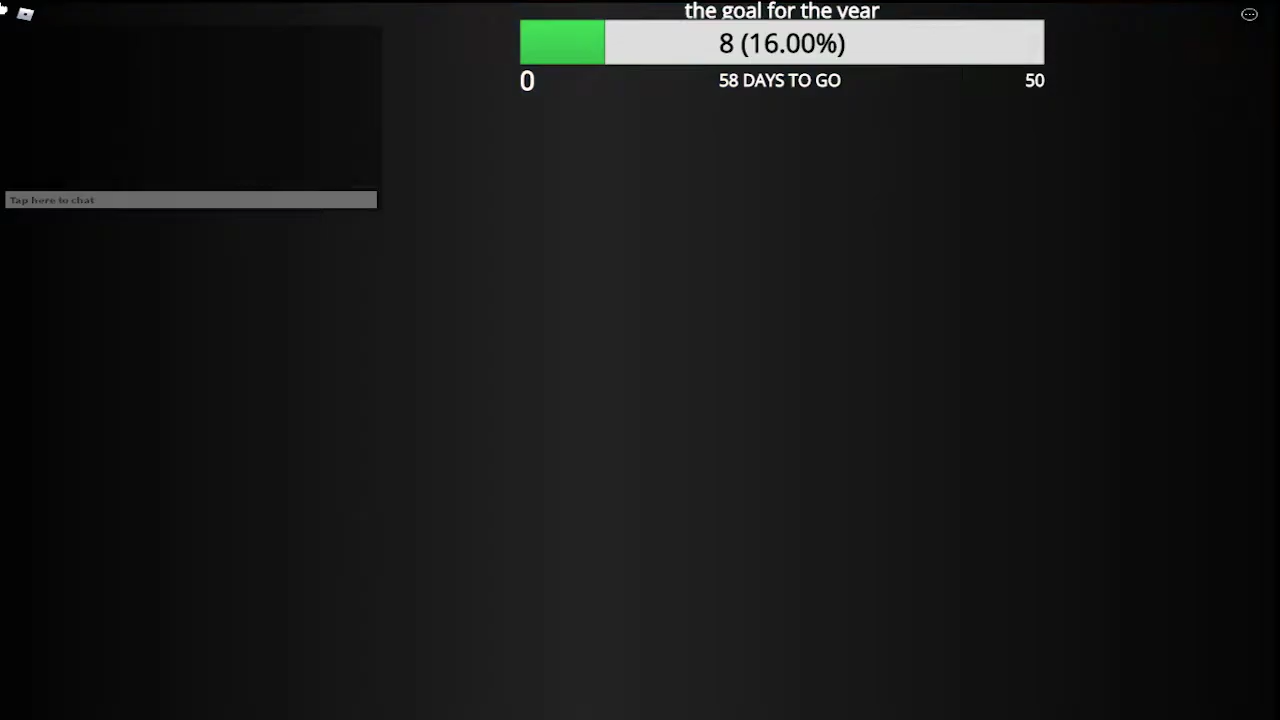 the goal for the year
8 (16.00%)
0
58 DAYS TO GO
50
Tap here to chat